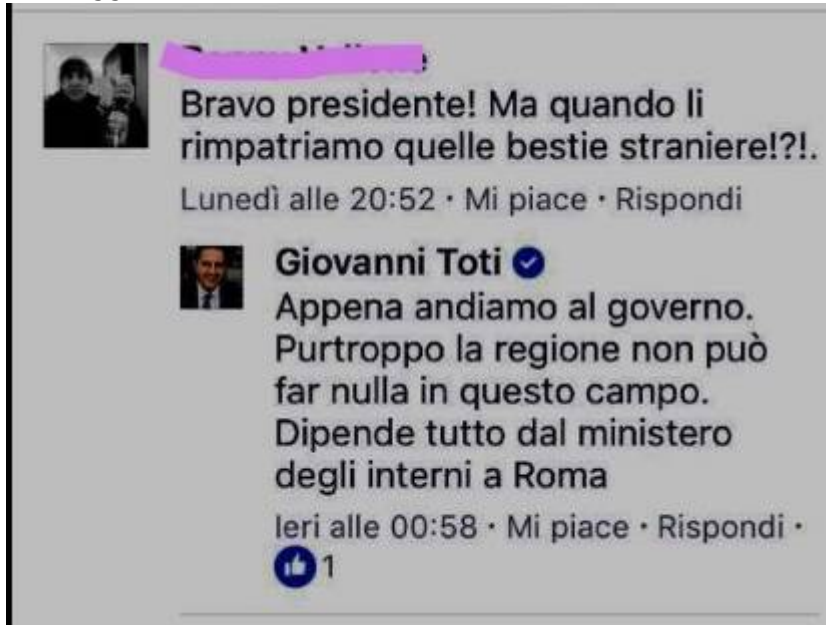 Bravo presidente! Ma quando li
rimpatriamo quelle bestie straniere!?!.
Lunedì alle 20:52 · Mi piace · Rispondi
Giovanni Toti
Appena andiamo al governo.
Purtroppo la regione non può
far nulla in questo campo.
Dipende tutto dal ministero
degli interni a Roma
Ieri alle 00:58 · Mi piace · Rispondi ·
1